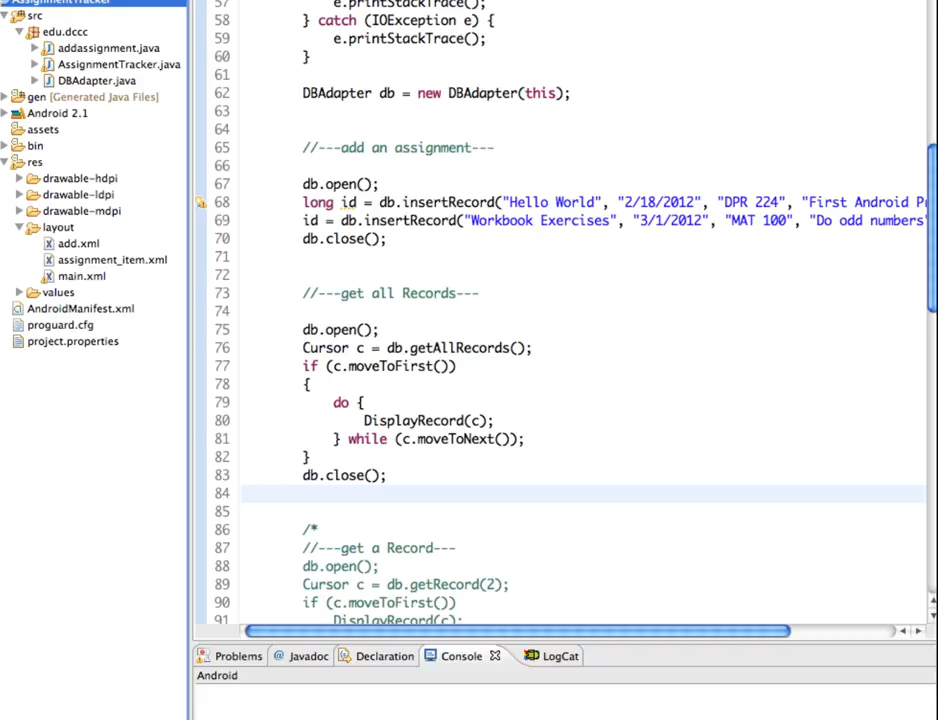 AssignmentTracker
src
edu.dccc
addassignment.java
AssignmentTracker.java
DBAdapter.java
gen [Generated Java Files]
Android 2.1
assets
bin
res
drawable-hdpi
drawable-ldpi
drawable-mdpi
layout
add.xml
assignment_item.xml
main.xml
values
AndroidManifest.xml
proguard.cfg
project.properties
57 e.printStackTrace();
58 } catch (IOException e) {
59 e.printStackTrace();
60 }
61
62 DBAdapter db = new DBAdapter(this);
63
64
65 //---add an assignment---
66
67 db.open();
68 long id = db.insertRecord("Hello World", "2/18/2012", "DPR 224", "First Android P
69 id = db.insertRecord("Workbook Exercises", "3/1/2012", "MAT 100", "Do odd numbers"
70 db.close();
71
72
73 //---get all Records---
74
75 db.open();
76 Cursor c = db.getAllRecords();
77 if (c.moveToFirst())
78 {
79 do {
80 DisplayRecord(c);
81 } while (c.moveToNext());
82 }
83 db.close();
84
85
86 /*
87 //---get a Record---
88 db.open();
89 Cursor c = db.getRecord(2);
90 if (c.moveToFirst())
91 DisplayRecord(c);
Problems @ Javadoc Declaration Console LogCat
Android